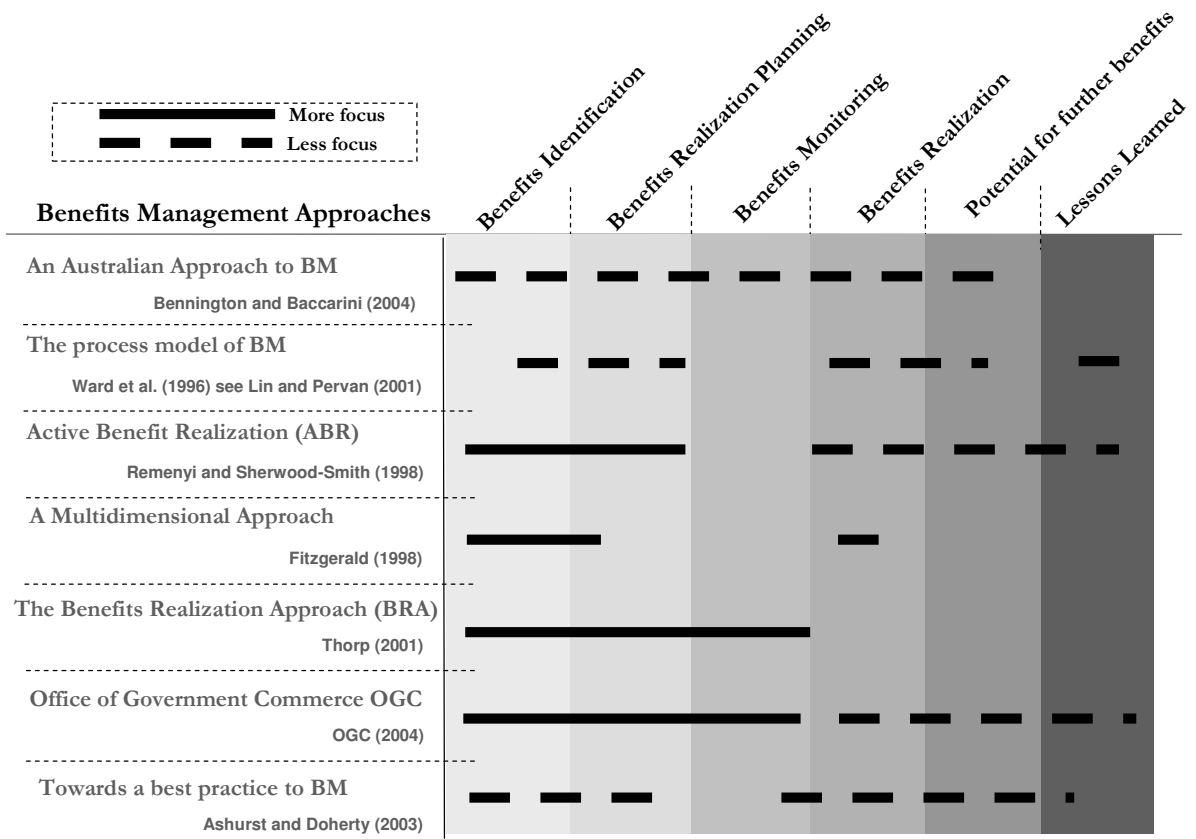 More focus
Less focus
Benefits Identification
Benefits Realization Planning
Benefits Monitoring
Benefits Realization
Potential for further benefits
Lessons Learned
Benefits Management Approaches
An Australian Approach to BM
Bennington and Baccarini (2004)
The process model of BM
Ward et al. (1996) see Lin and Pervan (2001)
Active Benefit Realization (ABR)
Remenyi and Sherwood-Smith (1998)
A Multidimensional Approach
Fitzgerald (1998)
The Benefits Realization Approach (BRA)
Thorp (2001)
Office of Government Commerce OGC
OGC (2004)
Towards a best practice to BM
Ashurst and Doherty (2003)